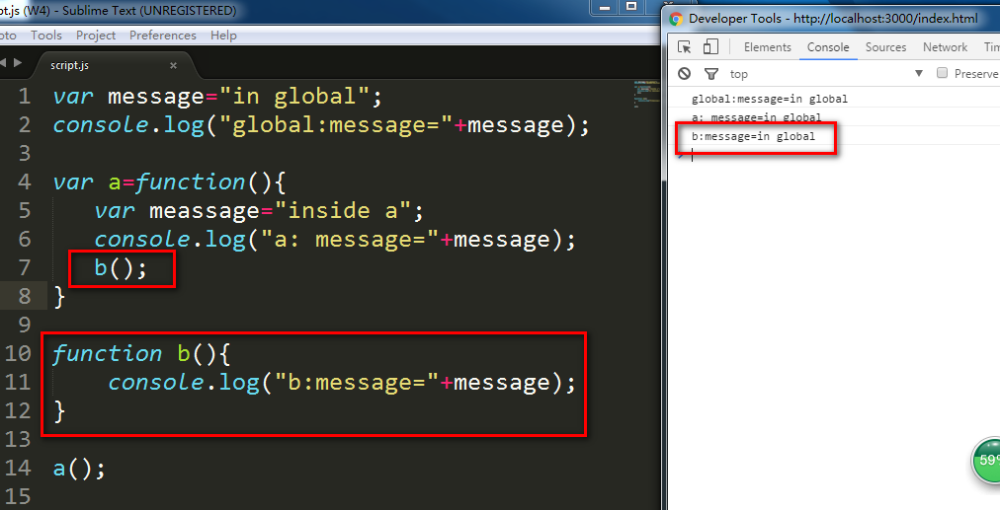 pt.js (W4) - Sublime Text (UNREGISTERED)
oto Tools Project Preferences Help
script.js ×
1 var message="in global";
2 console.log("global:message="+message);
3
4 var a=function(){
5 var meassage="inside a";
6 console.log("a: message="+message);
7 b();
8 }
9
10 function b(){
11 console.log("b:message="+message);
12 }
13
14 a();
15
Developer Tools - http://localhost:3000/index.html
Elements Console Sources Network Tim
top Preserve
global:message=in global
a: message=in global
b:message=in global
59%